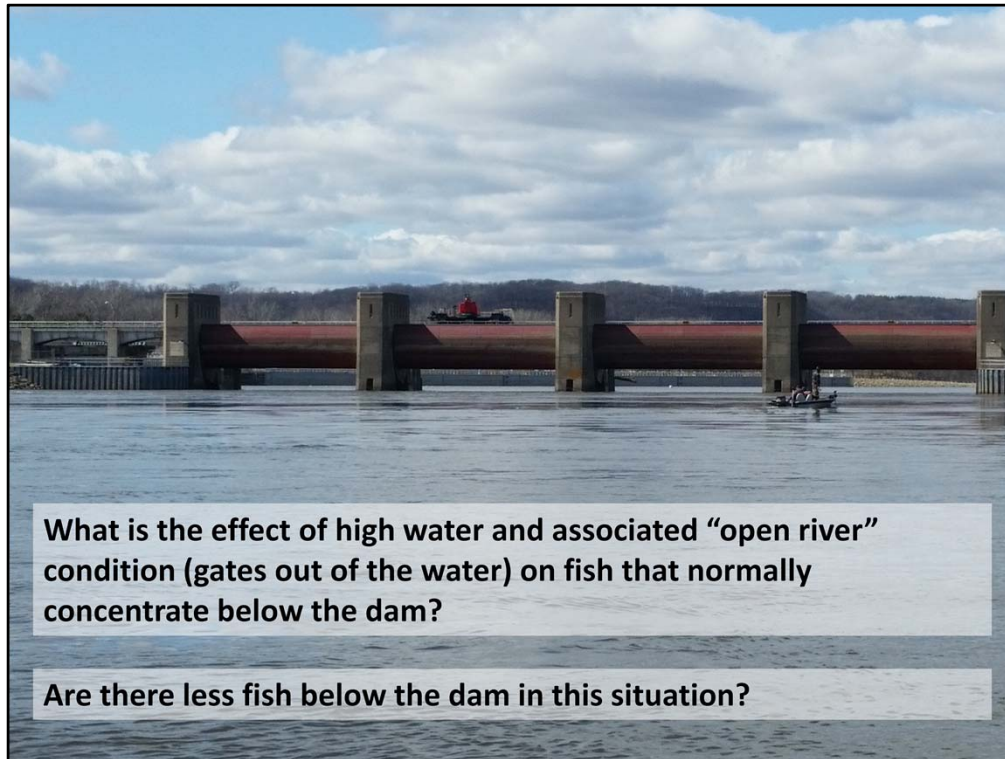 What is the effect of high water and associated “open river”
condition (gates out of the water) on fish that normally
concentrate below the dam?
Are there less fish below the dam in this situation?